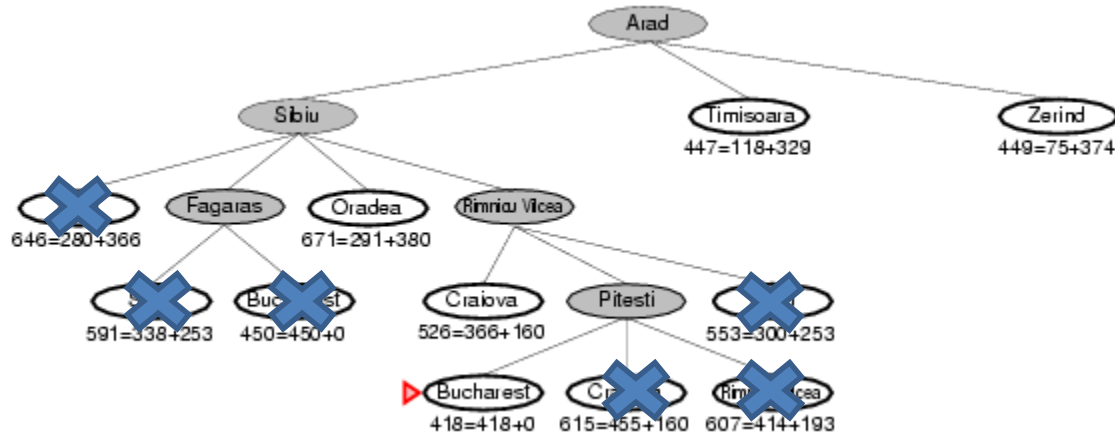 Arad
Sibiu
Timisoara
Zerind
447=118+329
449=75+374
Fagaras
Oradea
Rimnicu Vilcea
646=280+366
671=291+380
Craiova
Pitesti
591=338+253
450=450+0
526=366+160
553=300+253
Bucharest
418=418+0
615=455+160
607=414+193